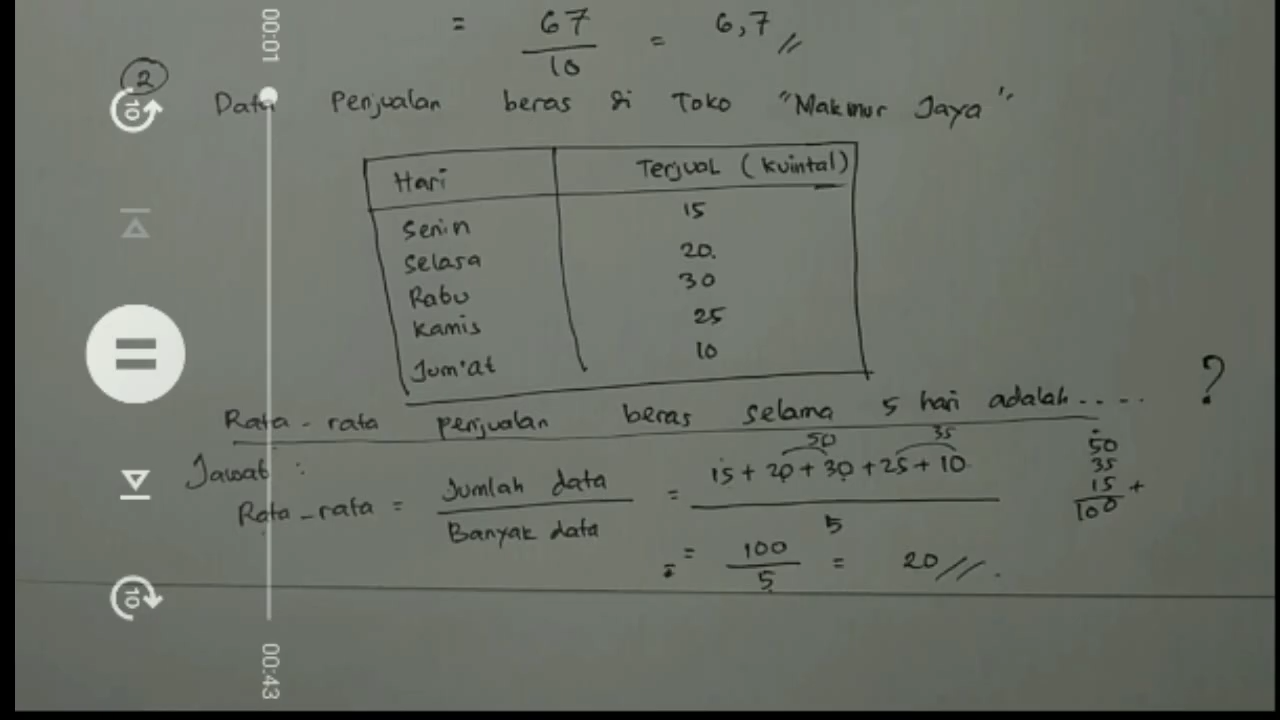 = 67/10 = 6,7 //
2
Data Penjualan beras di Toko "Makmur Jaya"
Hari Terjual (kuintal)
Senin 15
Selasa 20
Rabu 30
Kamis 25
Jum'at 10
Rata-rata penjualan beras selama 5 hari adalah.... ?
Jawab :
50 35
Rata-rata = Jumlah data / Banyak data = 15 + 20 + 30 + 25 + 10 / 5
50
35
15 +
100
= 100/5 = 20 //.
00:01
10
10
00:43